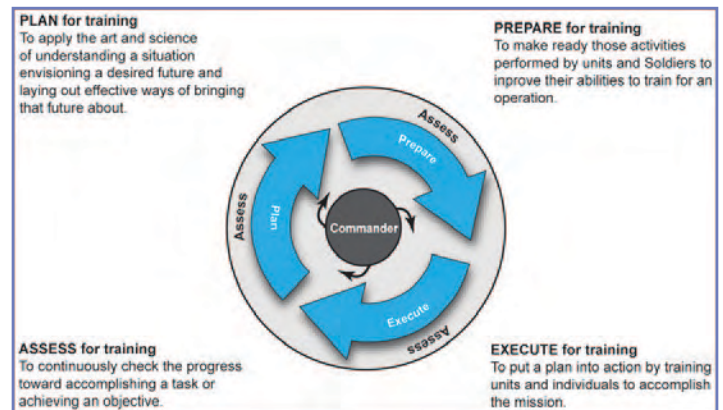 PLAN for training
To apply the art and science
of understanding a situation
envisioning a desired future and
laying out effective ways of bringing
that future about.
PREPARE for training
To make ready those activities
performed by units and Soldiers to
inprove their abilities to train for an
operation.
Assess
Prepare
Assess
Plan
Commander
Execute
Assess
ASSESS for training
To continuously check the progress
toward accomplishing a task or
achieving an objective.
EXECUTE for training
To put a plan into action by training
units and individuals to accomplish
the mission.